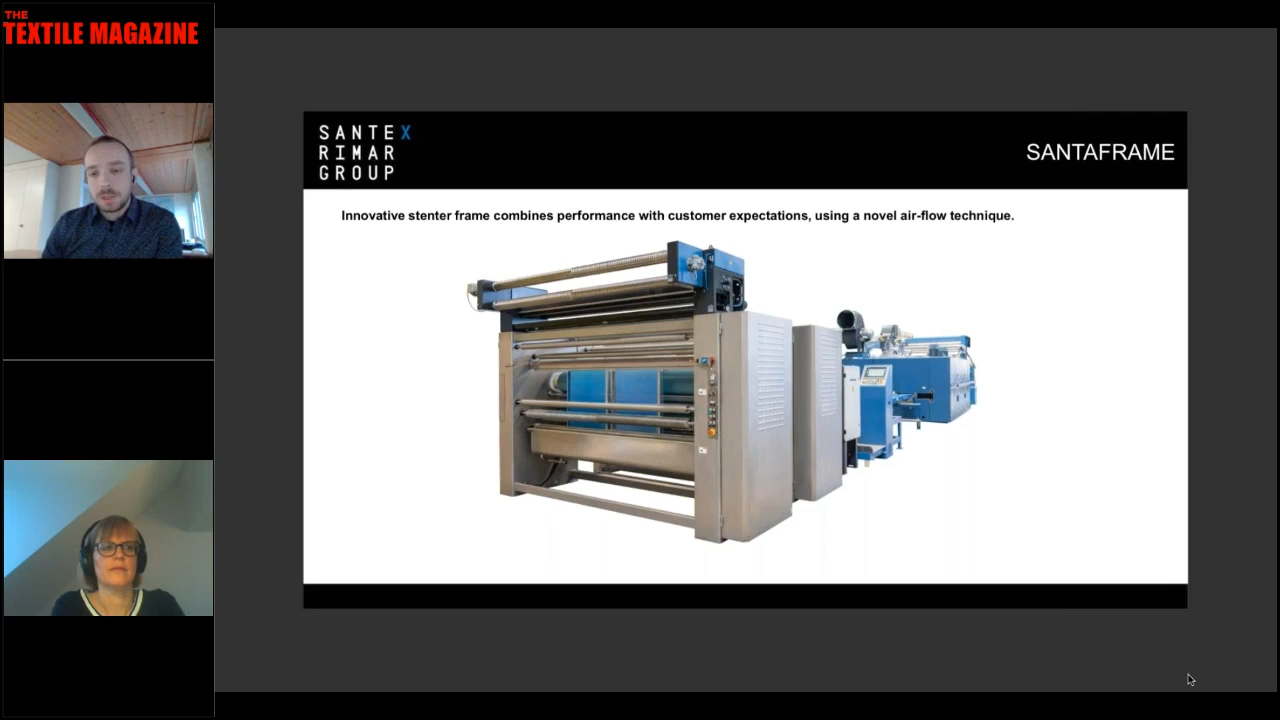 THE
TEXTILE MAGAZINE
SANTEX
RIMAR
GROUP
SANTAFRAME
Innovative stenter frame combines performance with customer expectations, using a novel air-flow technique.